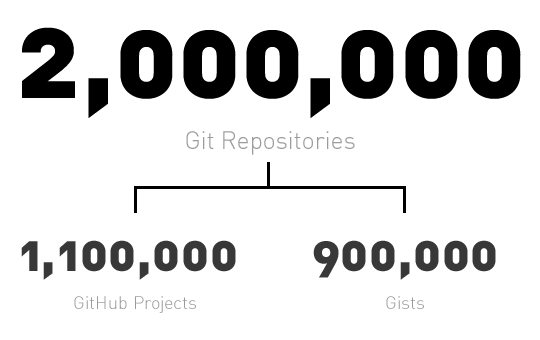 2,000,000
Git Repositories
1,100,000 900,000
GitHub Projects Gists